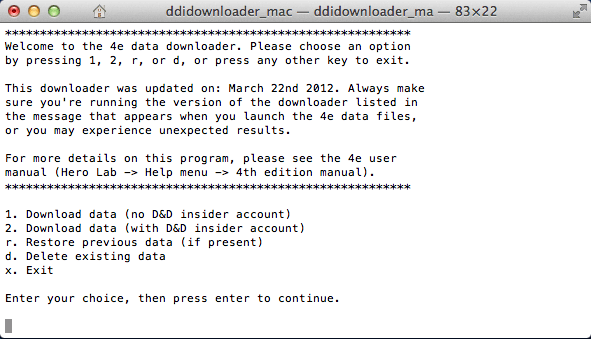 ddidownloader_mac — ddidownloader_ma — 83×22
**********************************************************
Welcome to the 4e data downloader. Please choose an option
by pressing 1, 2, r, or d, or press any other key to exit.
This downloader was updated on: March 22nd 2012. Always make
sure you're running the version of the downloader listed in
the message that appears when you launch the 4e data files,
or you may experience unexpected results.
For more details on this program, please see the 4e user
manual (Hero Lab -> Help menu -> 4th edition manual).
**********************************************************
1. Download data (no D&D insider account)
2. Download data (with D&D insider account)
r. Restore previous data (if present)
d. Delete existing data
x. Exit
Enter your choice, then press enter to continue.